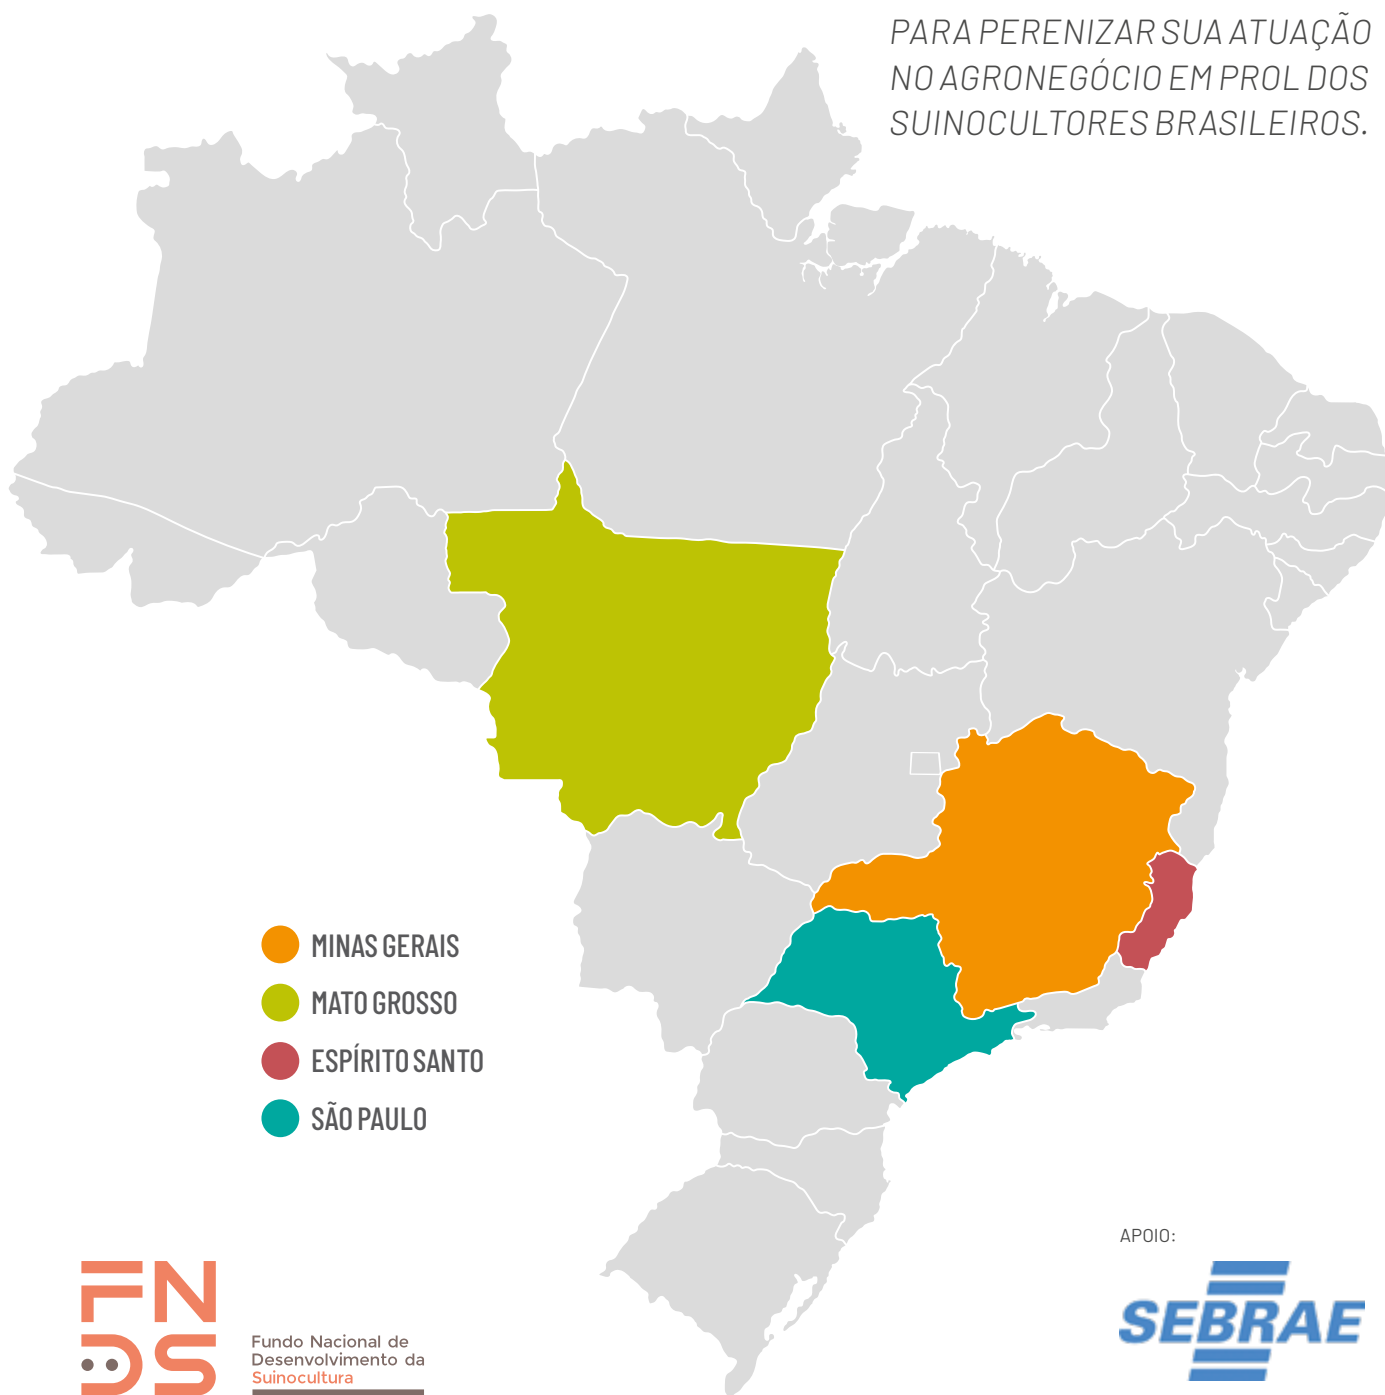 PARA PERENIZAR SUA ATUAÇÃO
NO AGRONEGÓCIO EM PROL DOS
SUINOCULTORES BRASILEIROS.
MINAS GERAIS
MATO GROSSO
ESPÍRITO SANTO
SÃO PAULO
APOIO:
SEBRAE
FN
DS
Fundo Nacional de
Desenvolvimento da
Suinocultura